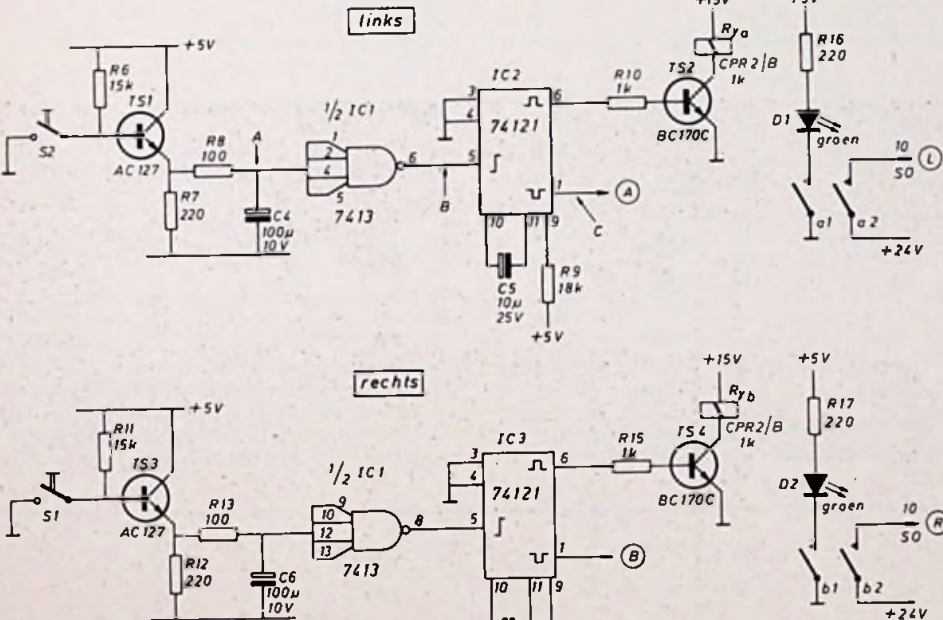 links
+15V
+5V
Rya
CPR2/B
1k
R16
220
+5V
R6
15k
TS1
S2
AC127
R8
100
A
R7
220
C4
100µ
10V
1/2 IC1
1
2
4
5
6
7413
B
IC2
3
4
74121
5
6
1
10
11
9
A
C
C5
10µ
25V
R9
18k
+5V
R10
1k
TS2
BC170C
D1
groen
10
SO
L
a1
a2
+24V
rechts
+15V
+5V
Ryb
CPR2/B
1k
R17
220
+5V
R11
15k
TS3
S1
AC127
R13
100
R12
220
C6
100µ
10V
1/2 IC1
9
10
12
13
8
7413
IC3
3
4
74121
5
6
1
10
11
9
B
R15
1k
TS4
BC170C
D2
groen
10
SO
R
b1
b2
+24V